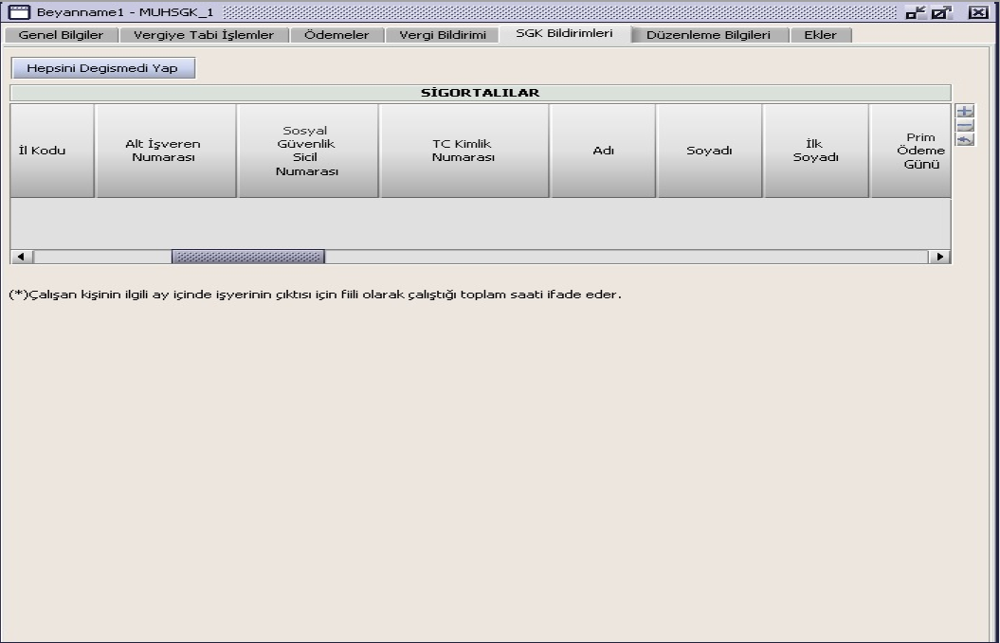 Beyanname1 - MUHSGK_1
Genel Bilgiler Vergiye Tabi İşlemler Ödemeler Vergi Bildirimi SGK Bildirimleri Düzenleme Bilgileri Ekler
Hepsini Degismedi Yap
SİGORTALILAR
İl Kodu
Alt İşveren
Numarası
Sosyal
Güvenlik
Sicil
Numarası
TC Kimlik
Numarası
Adı
Soyadı
İlk
Soyadı
Prim
Ödeme
Günü
(*)Çalışan kişinin ilgili ay içinde işyerinin çıktısı için fiili olarak çalıştığı toplam saati ifade eder.